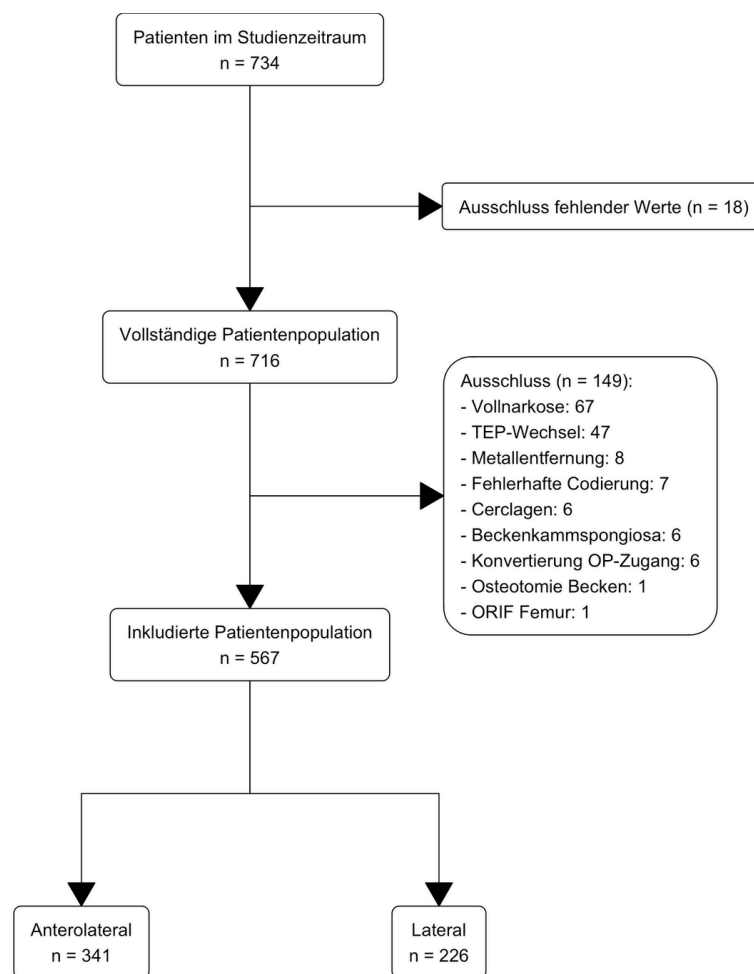 Patienten im Studienzeitraum
n = 734
Ausschluss fehlender Werte (n = 18)
Vollständige Patientenpopulation
n = 716
Ausschluss (n = 149):
- Vollnarkose: 67
- TEP-Wechsel: 47
- Metallentfernung: 8
- Fehlerhafte Codierung: 7
- Cerclagen: 6
- Beckenkammspongiosa: 6
- Konvertierung OP-Zugang: 6
- Osteotomie Becken: 1
- ORIF Femur: 1
Inkludierte Patientenpopulation
n = 567
Anterolateral
n = 341
Lateral
n = 226